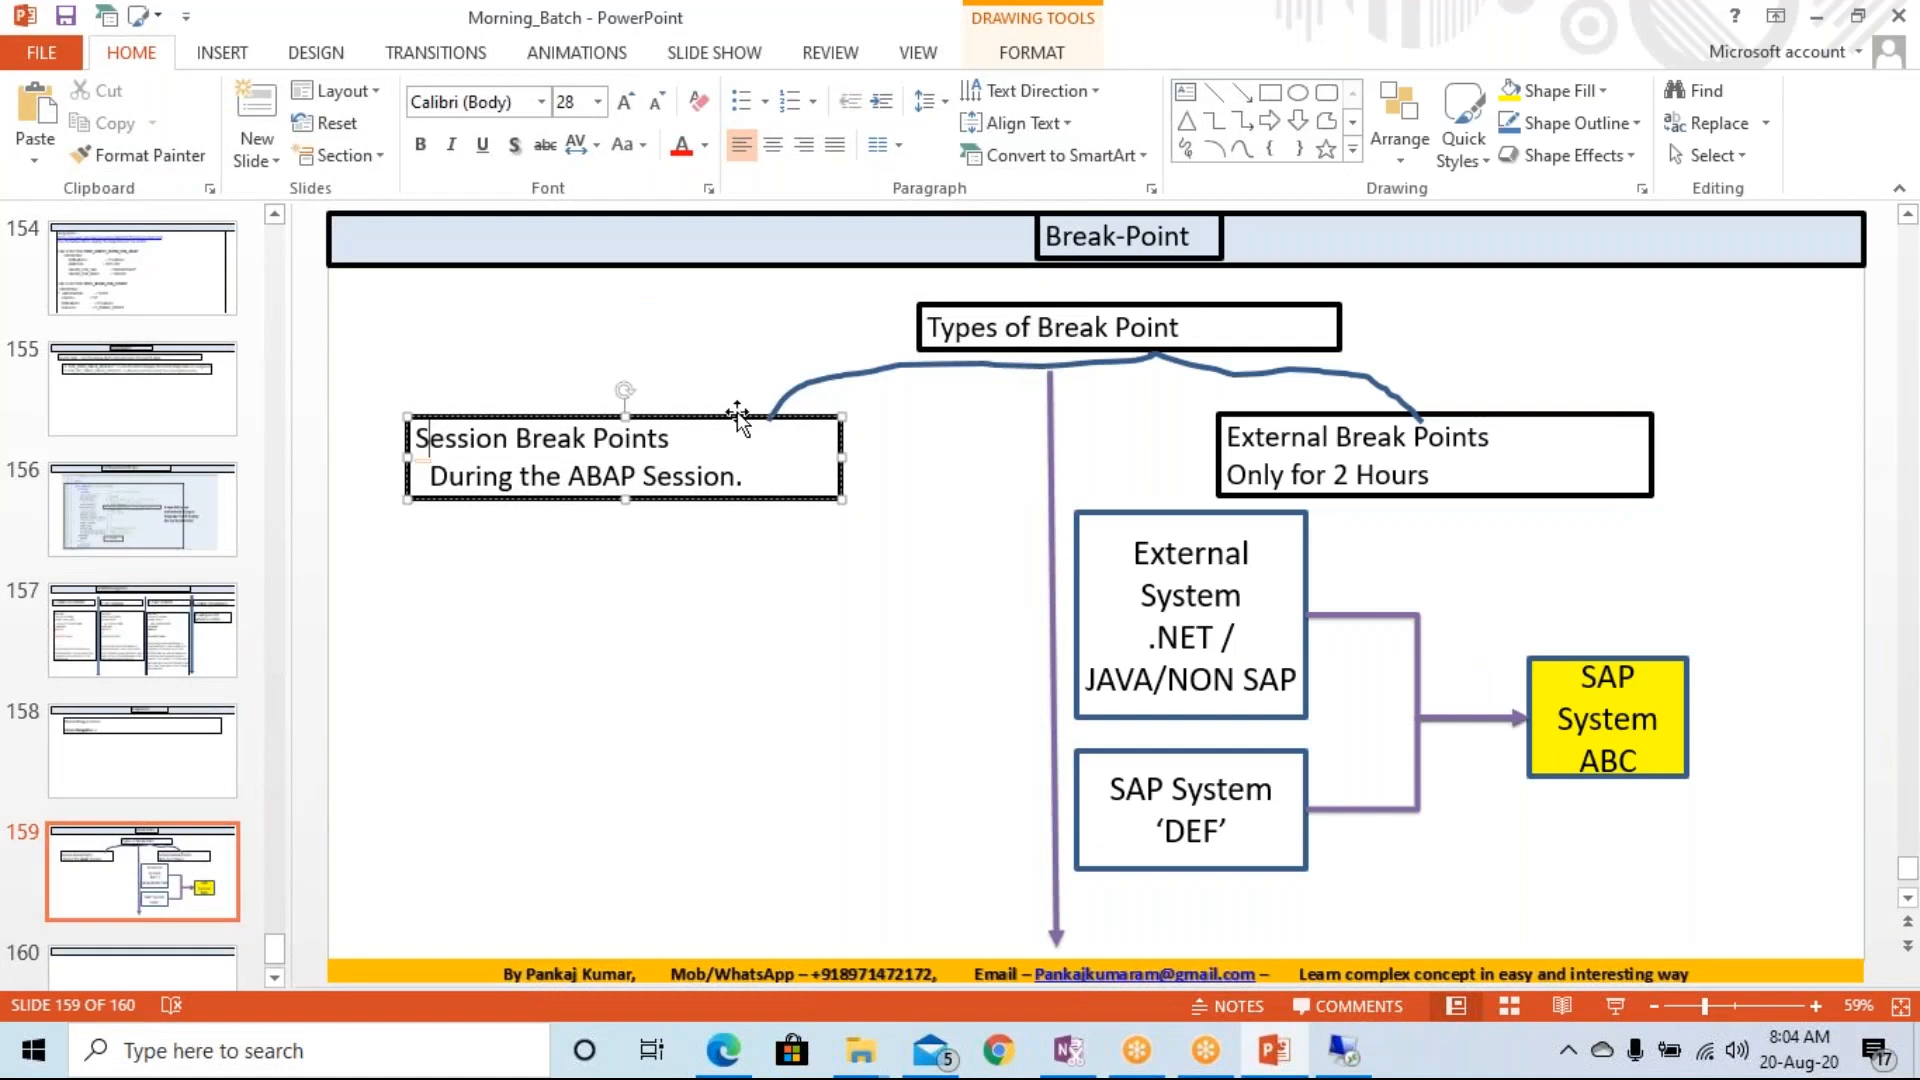 Morning_Batch - PowerPoint
DRAWING TOOLS
?
FILE
HOME
INSERT
DESIGN
TRANSITIONS
ANIMATIONS
SLIDE SHOW
REVIEW
VIEW
FORMAT
Microsoft account
Paste
Cut
Copy
Format Painter
Clipboard
New
Slide
Layout
Reset
Section
Slides
Calibri (Body)
28
B I U S abc AV Aa A
Font
Text Direction
Align Text
Convert to SmartArt
Paragraph
Arrange
Quick
Styles
Shape Fill
Shape Outline
Shape Effects
Drawing
Find
Replace
Select
Editing
154
155
156
157
158
159
160
Break-Point
Types of Break Point
Session Break Points
During the ABAP Session.
External Break Points
Only for 2 Hours
External
System
.NET /
JAVA/NON SAP
SAP System
‘DEF’
SAP
System
ABC
By Pankaj Kumar, Mob/WhatsApp – +918971472172, Email – Pankajkumaram@gmail.com – Learn complex concept in easy and interesting way
SLIDE 159 OF 160
NOTES
COMMENTS
59%
Type here to search
5
8:04 AM
20-Aug-20
17